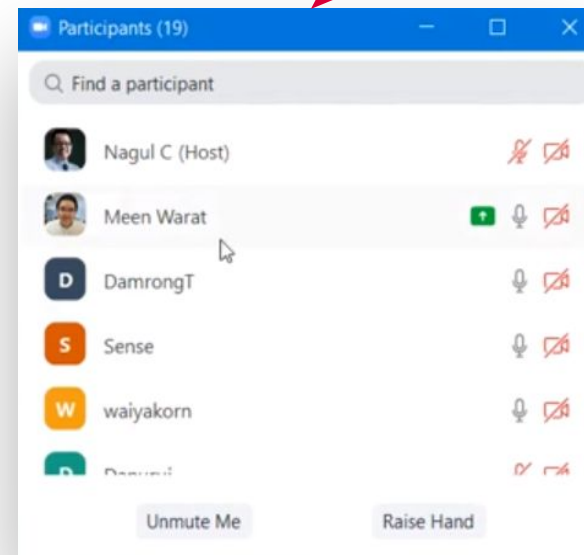 Participants (19)
Find a participant
Nagul C (Host)
Meen Warat
D DamrongT
S Sense
W waiyakorn
D
Unmute Me Raise Hand